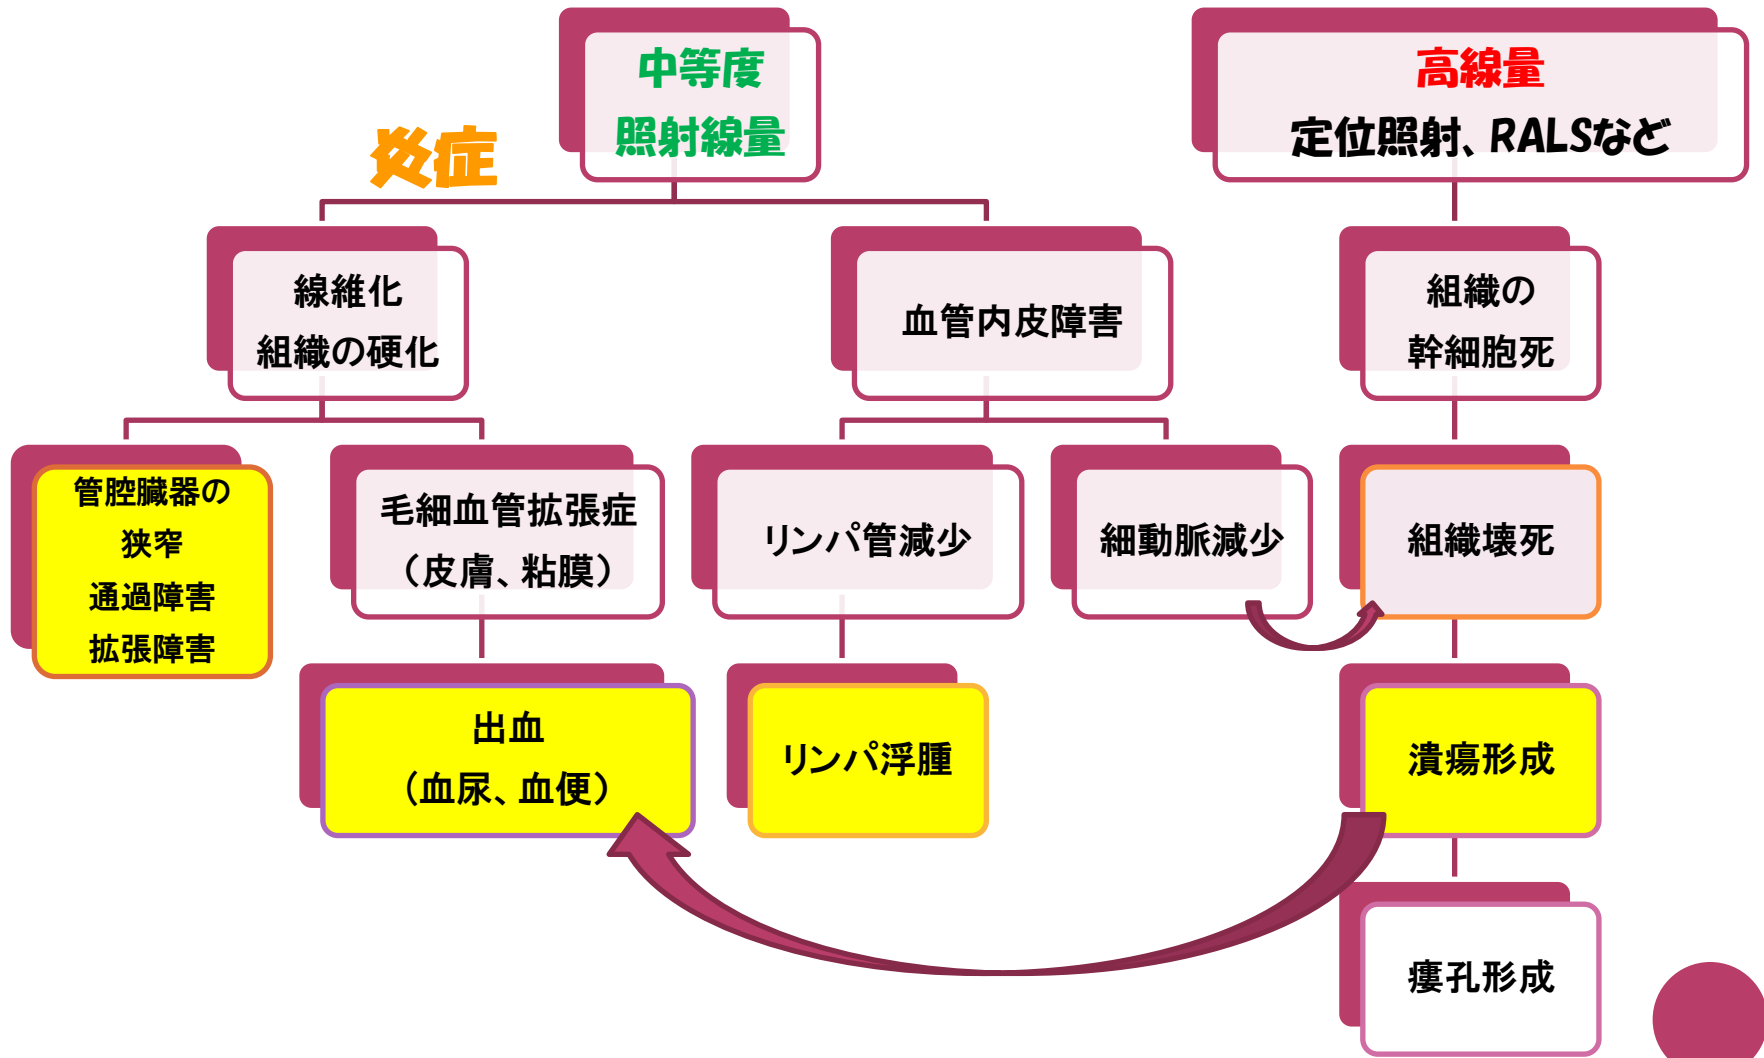 中等度
照射線量
高線量
定位照射、RALSなど
炎症
線維化
組織の硬化
血管内皮障害
組織の
幹細胞死
管腔臓器の
狭窄
通過障害
拡張障害
毛細血管拡張症
（皮膚、粘膜）
リンパ管減少
細動脈減少
組織壊死
出血
（血尿、血便）
リンパ浮腫
潰瘍形成
瘻孔形成